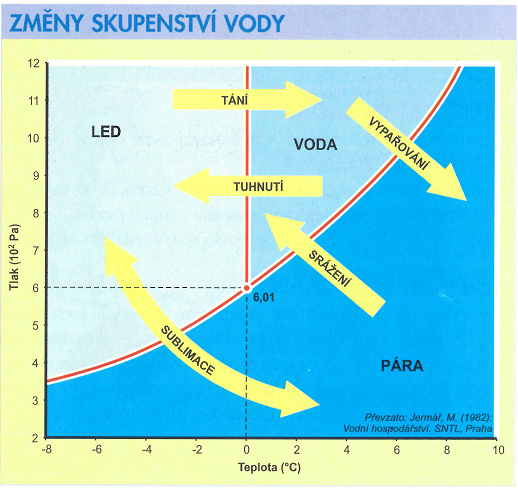 ZMĚNY SKUPENSTVÍ VODY
12
11
10
9
8
7
6
5
4
3
2
Tlak (10² Pa)
LED
TÁNÍ
VODA
VYPAŘOVÁNÍ
TUHNUTÍ
SRÁŽENÍ
6,01
SUBLIMACE
PÁRA
Převzato: Jermář, M. (1982):
Vodní hospodářství. SNTL, Praha
-8 -6 -4 -2 0 2 4 6 8 10
Teplota (°C)